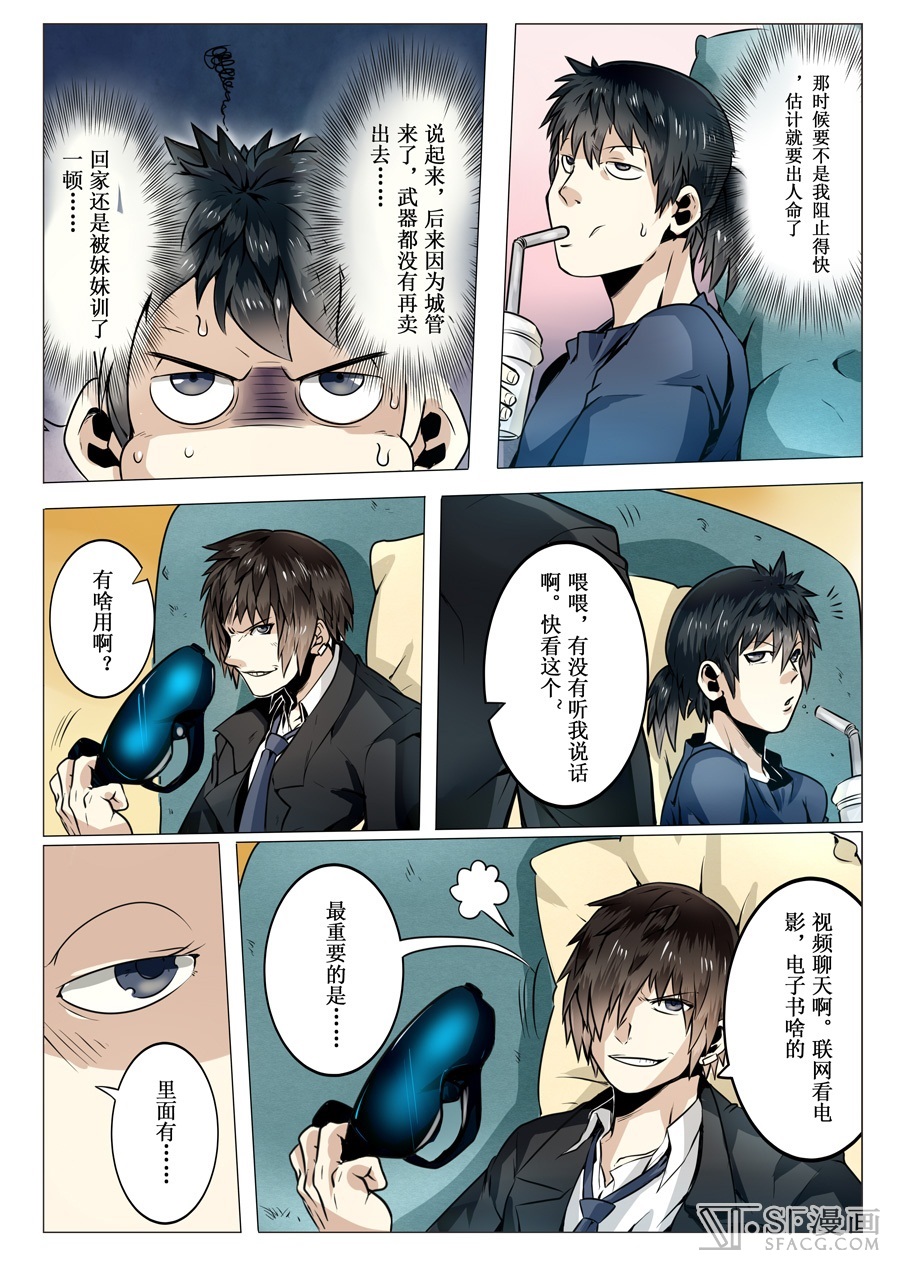 那时候要不是我阻止得快
，估计就要出人命了
说起来，后来因为城管
来了，武器都没有再卖
出去……
回家还是被妹妹训了
一顿……
喂喂，有没有听我说话
啊。快看这个~
有啥用啊？
视频聊天啊。联网看电
影，电子书啥的
最重要的是……
里面有……
SF漫画
SFACG.COM